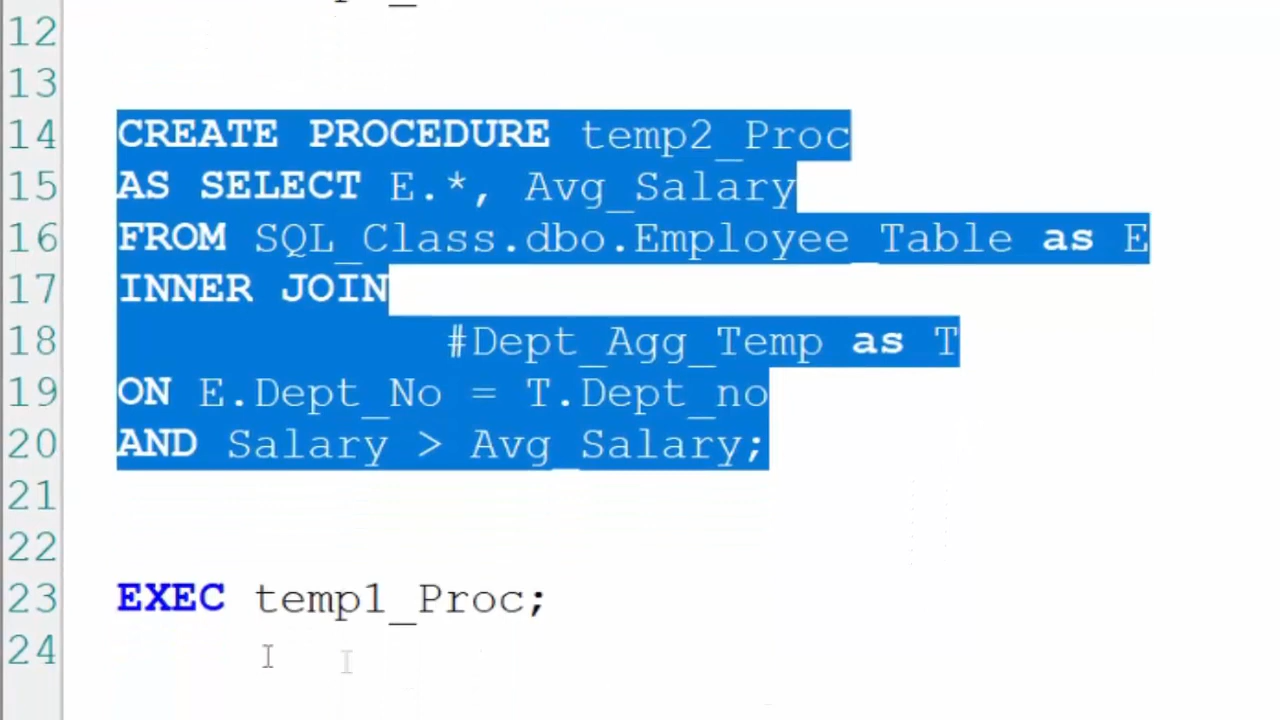 12
13
14 CREATE PROCEDURE temp2_Proc
15 AS SELECT E.*, Avg_Salary
16 FROM SQL_Class.dbo.Employee_Table as E
17 INNER JOIN
18 #Dept_Agg_Temp as T
19 ON E.Dept_No = T.Dept_no
20 AND Salary > Avg_Salary;
21
22
23 EXEC temp1_Proc;
24